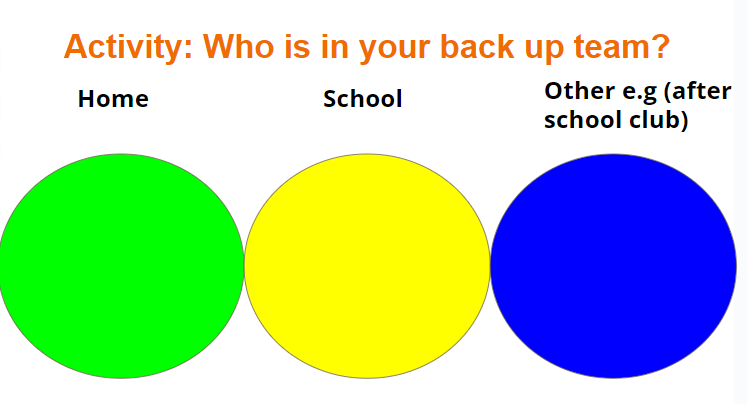 Activity: Who is in your back up team?
Home
School
Other e.g (after
school club)